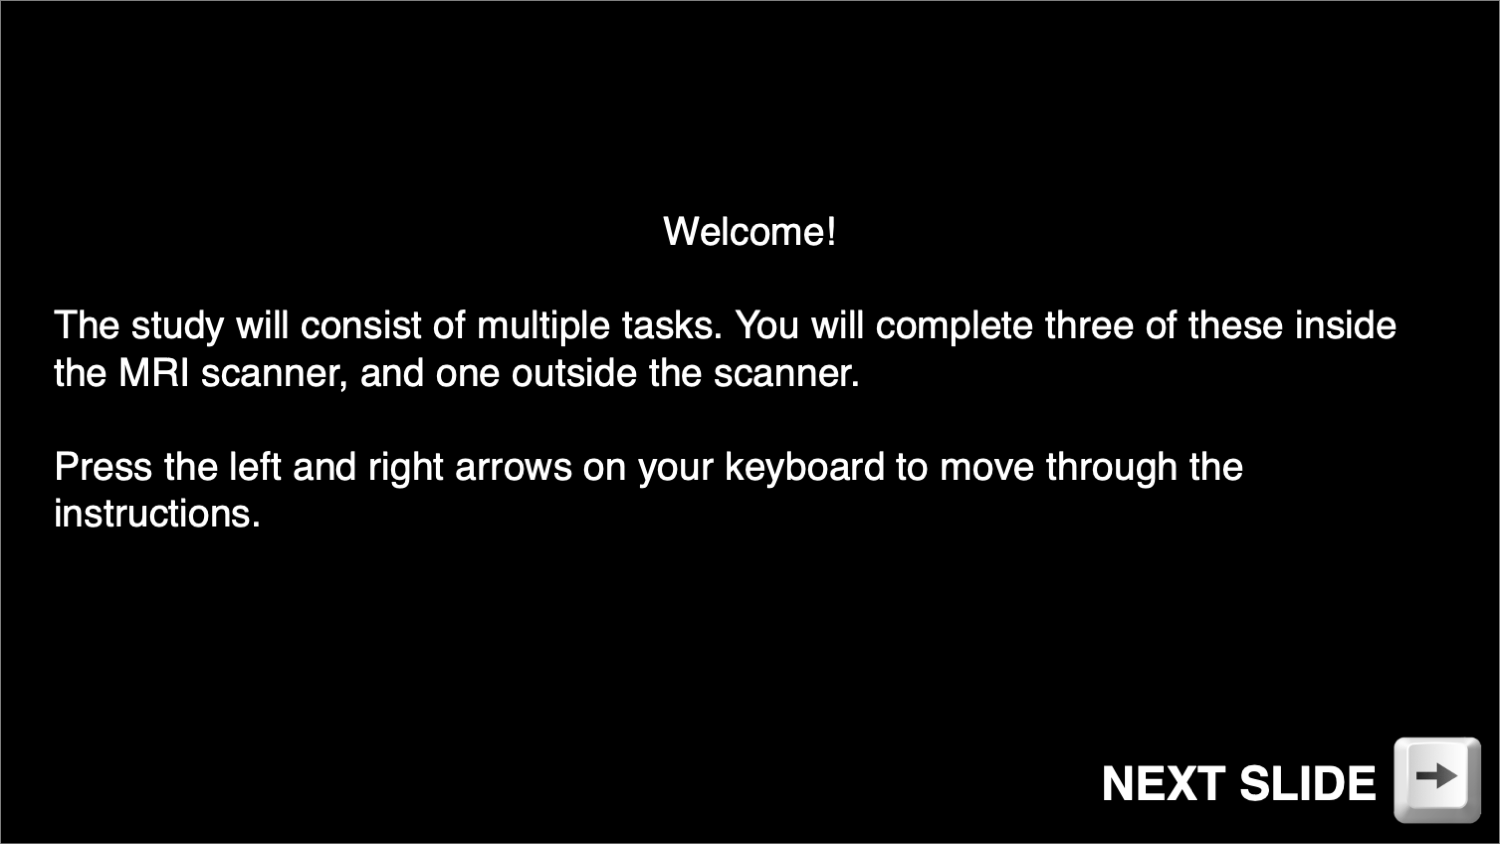 Welcome!
The study will consist of multiple tasks. You will complete three of these inside
the MRI scanner, and one outside the scanner.
Press the left and right arrows on your keyboard to move through the
instructions.
NEXT SLIDE